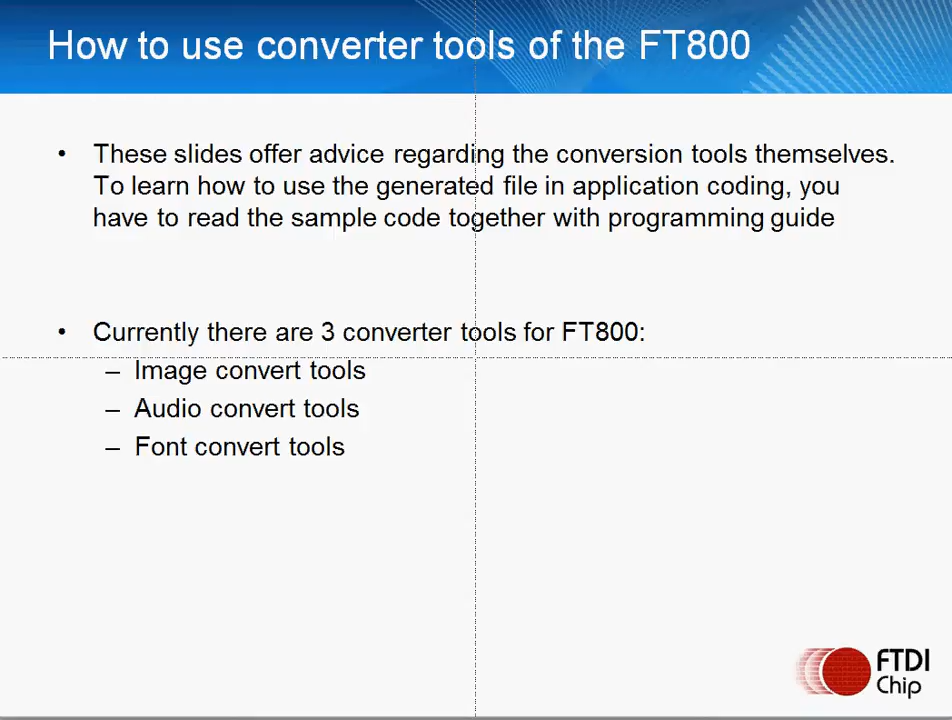 How to use converter tools of the FT800
• These slides offer advice regarding the conversion tools themselves.
To learn how to use the generated file in application coding, you
have to read the sample code together with programming guide
• Currently there are 3 converter tools for FT800:
– Image convert tools
– Audio convert tools
– Font convert tools
FTDI
Chip